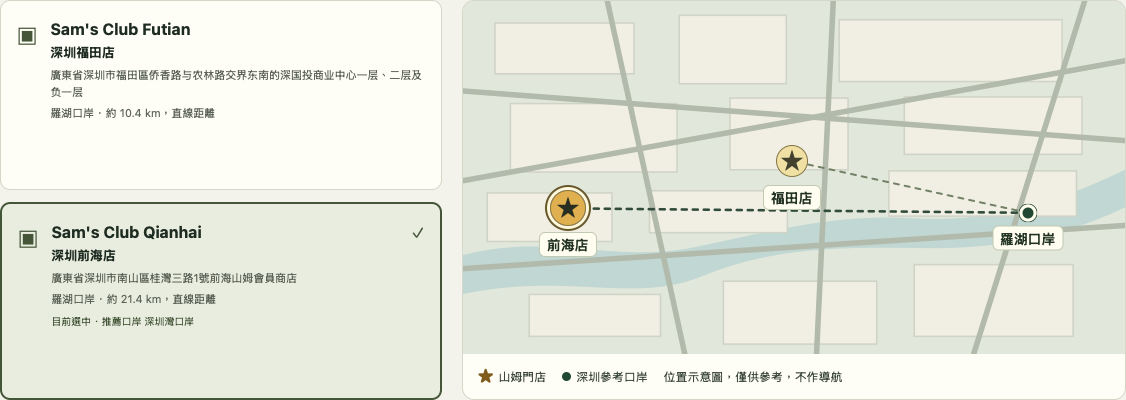 Sam's Club Futian
深圳福田店
廣東省深圳市福田區侨香路与农林路交界东南的深国投商业中心一层、二层及
负一层
羅湖口岸 · 約 10.4 km，直線距離
Sam's Club Qianhai
深圳前海店
廣東省深圳市南山區桂灣三路1號前海山姆會員商店
羅湖口岸 · 約 21.4 km，直線距離
目前選中 · 推薦口岸 深圳灣口岸
福田店
前海店
羅湖口岸
山姆門店
深圳參考口岸
位置示意圖，僅供參考，不作導航